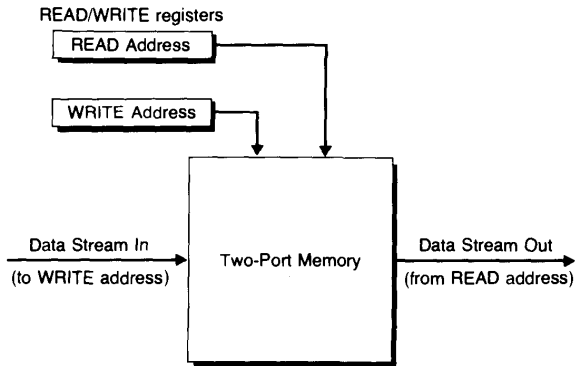 READ/WRITE registers
READ Address
WRITE Address
Data Stream In
(to WRITE address)
Two-Port Memory
Data Stream Out
(from READ address)